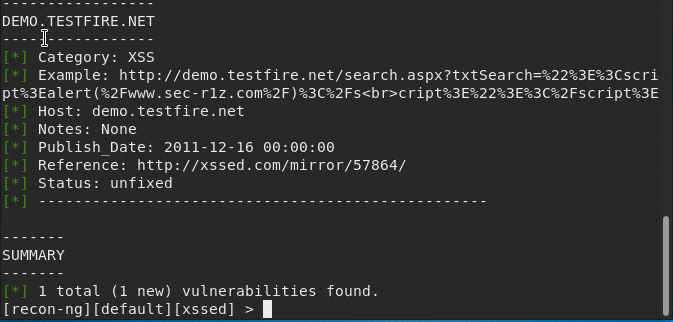 -----------------
DEMO.TESTFIRE.NET
-----------------
[*] Category: XSS
[*] Example: http://demo.testfire.net/search.aspx?txtSearch=%22%3E%3Cscri
pt%3Ealert(%2Fwww.sec-r1z.com%2F)%3C%2Fs<br>cript%3E%22%3E%3C%2Fscript%3E
[*] Host: demo.testfire.net
[*] Notes: None
[*] Publish_Date: 2011-12-16 00:00:00
[*] Reference: http://xssed.com/mirror/57864/
[*] Status: unfixed
[*] --------------------------------------------------
-------
SUMMARY
-------
[*] 1 total (1 new) vulnerabilities found.
[recon-ng][default][xssed] >